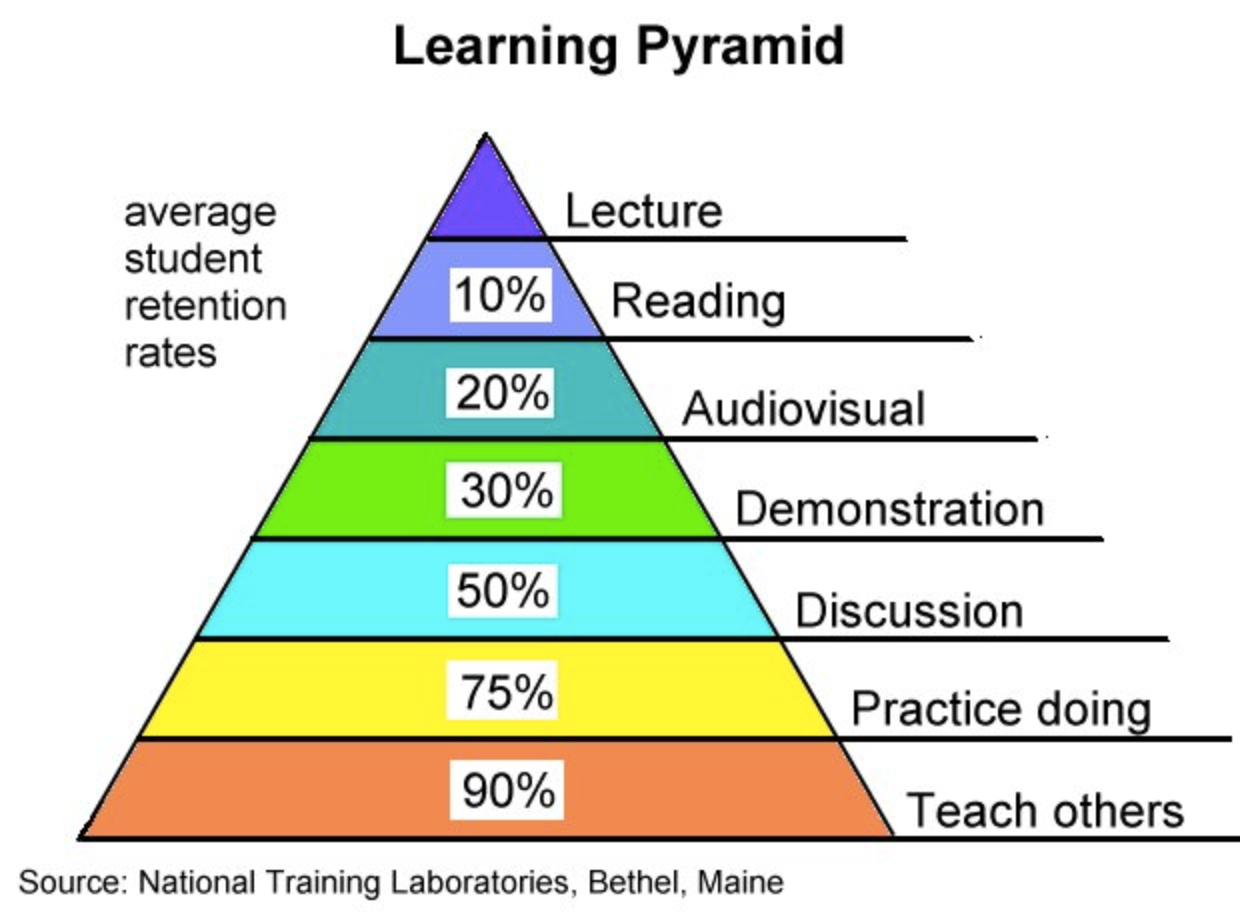 Learning Pyramid
average
student
retention
rates
Lecture
10% Reading
20% Audiovisual
30% Demonstration
50% Discussion
75% Practice doing
90% Teach others
Source: National Training Laboratories, Bethel, Maine